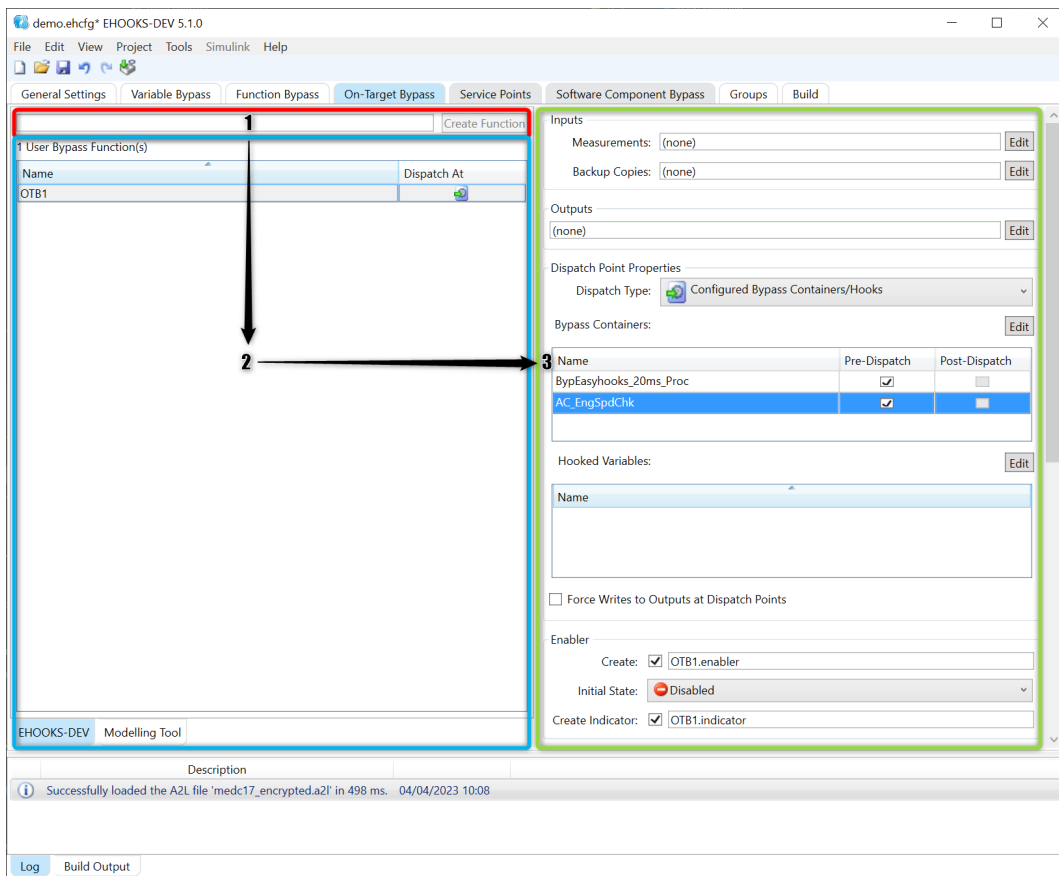 demo.ehcfg* EHOOKS-DEV 5.1.0
File Edit View Project Tools Simulink Help
General Settings Variable Bypass Function Bypass On-Target Bypass Service Points Software Component Bypass Groups Build
1
Create Function
1 User Bypass Function(s)
Name Dispatch At
OTB1
2
EHOOKS-DEV Modelling Tool
3
Inputs
Measurements: (none) Edit
Backup Copies: (none) Edit
Outputs
(none) Edit
Dispatch Point Properties
Dispatch Type: Configured Bypass Containers/Hooks
Bypass Containers: Edit
Name Pre-Dispatch Post-Dispatch
BypEasyhooks_20ms_Proc
AC_EngSpdChk
Hooked Variables: Edit
Name
Force Writes to Outputs at Dispatch Points
Enabler
Create: OTB1.enabler
Initial State: Disabled
Create Indicator: OTB1.indicator
Description
Successfully loaded the A2L file 'medc17_encrypted.a2l' in 498 ms. 04/04/2023 10:08
Log Build Output